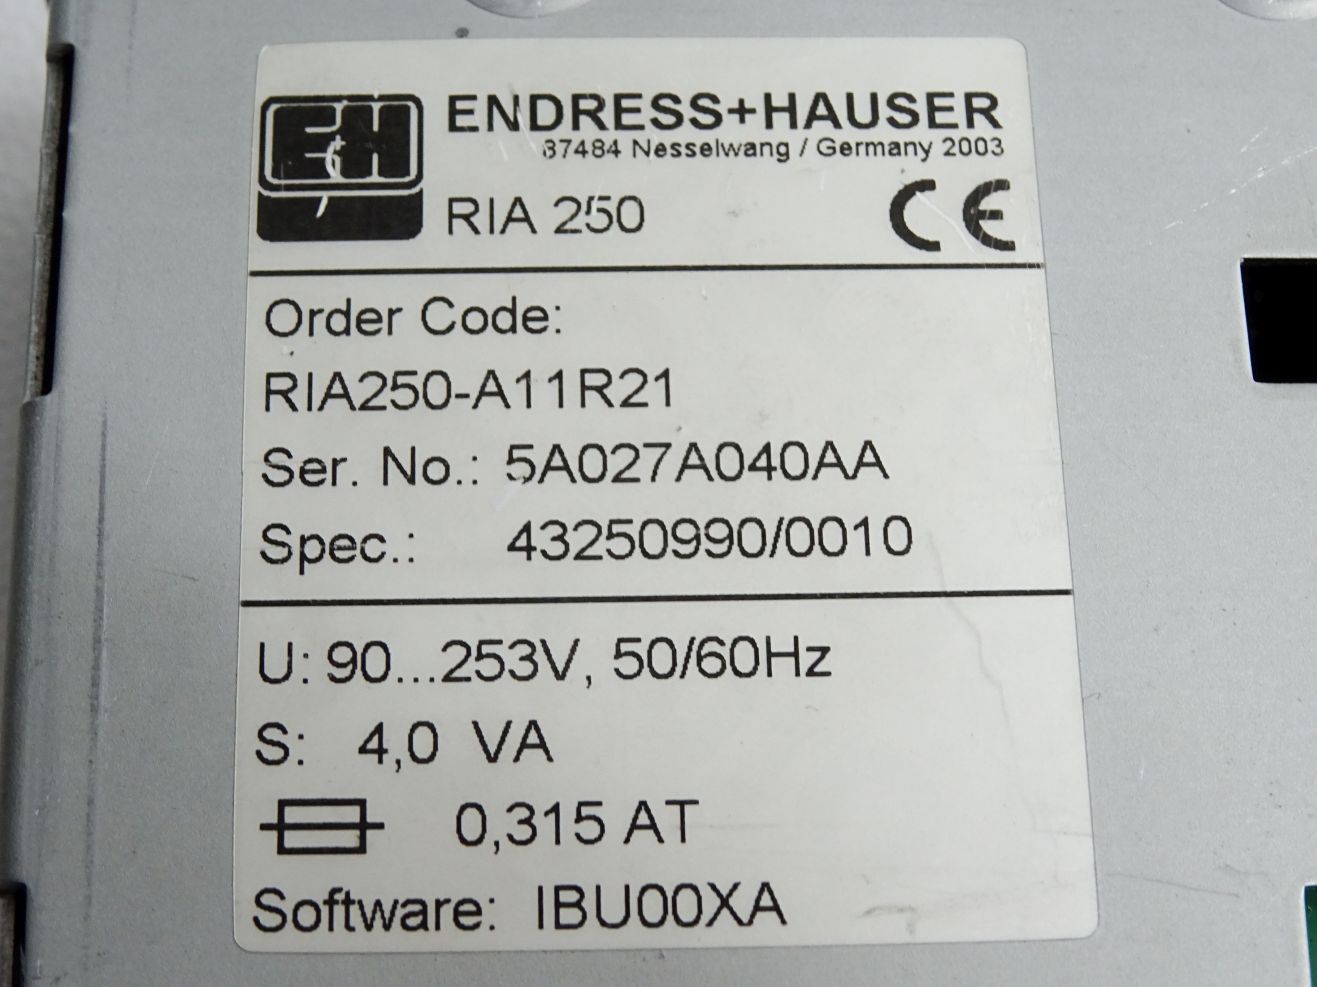 E+H
ENDRESS+HAUSER
87484 Nesselwang / Germany 2003
RIA 250
CE
Order Code:
RIA250-A11R21
Ser. No.: 5A027A040AA
Spec.: 43250990/0010
U: 90...253V, 50/60Hz
S: 4,0 VA
0,315 AT
Software: IBU00XA